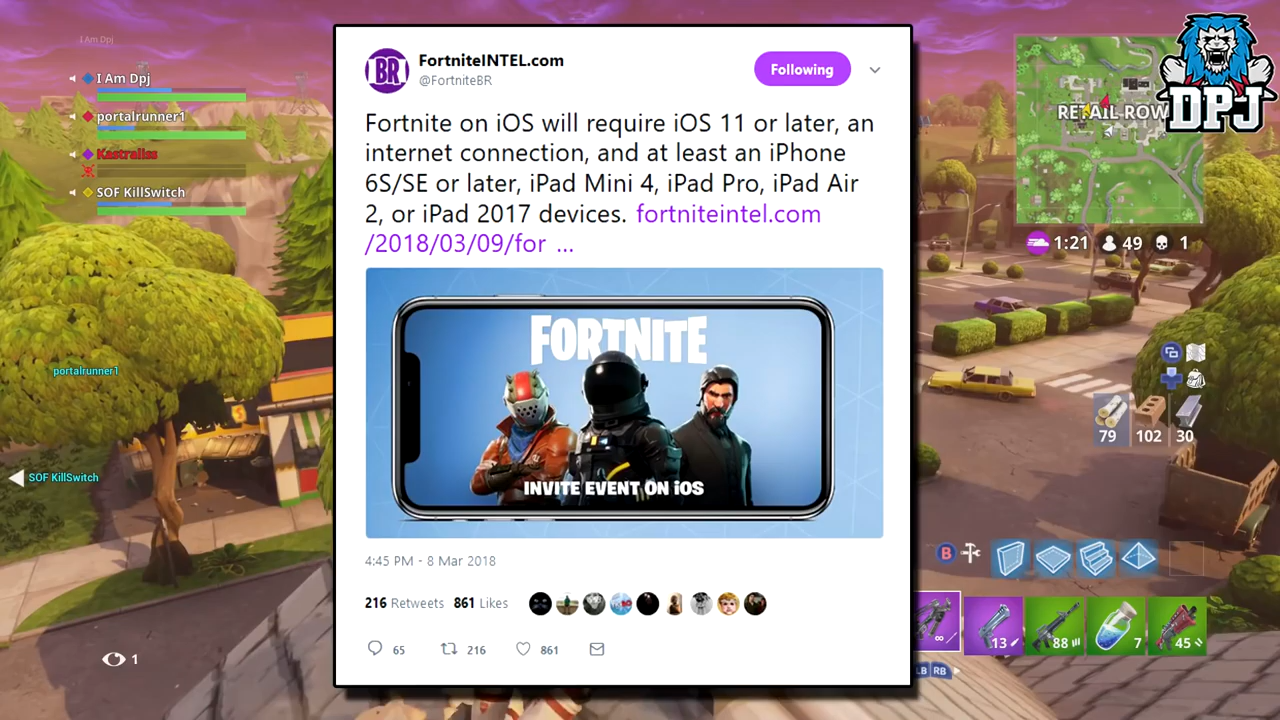 I Am Dpj
I Am Dpj
portalrunner1
Kastraliss
SOF KillSwitch
portalrunner1
SOF KillSwitch
1
BR
FortniteINTEL.com
@FortniteBR
Following
Fortnite on iOS will require iOS 11 or later, an
internet connection, and at least an iPhone
6S/SE or later, iPad Mini 4, iPad Pro, iPad Air
2, or iPad 2017 devices. fortniteintel.com
/2018/03/09/for ...
FORTNITE
INVITE EVENT ON iOS
4:45 PM - 8 Mar 2018
216 Retweets 861 Likes
65 216 861
DPJ
RETAIL ROW
1:21 49 1
79 102 30
B
∞ 13 88 7 45
LB RB